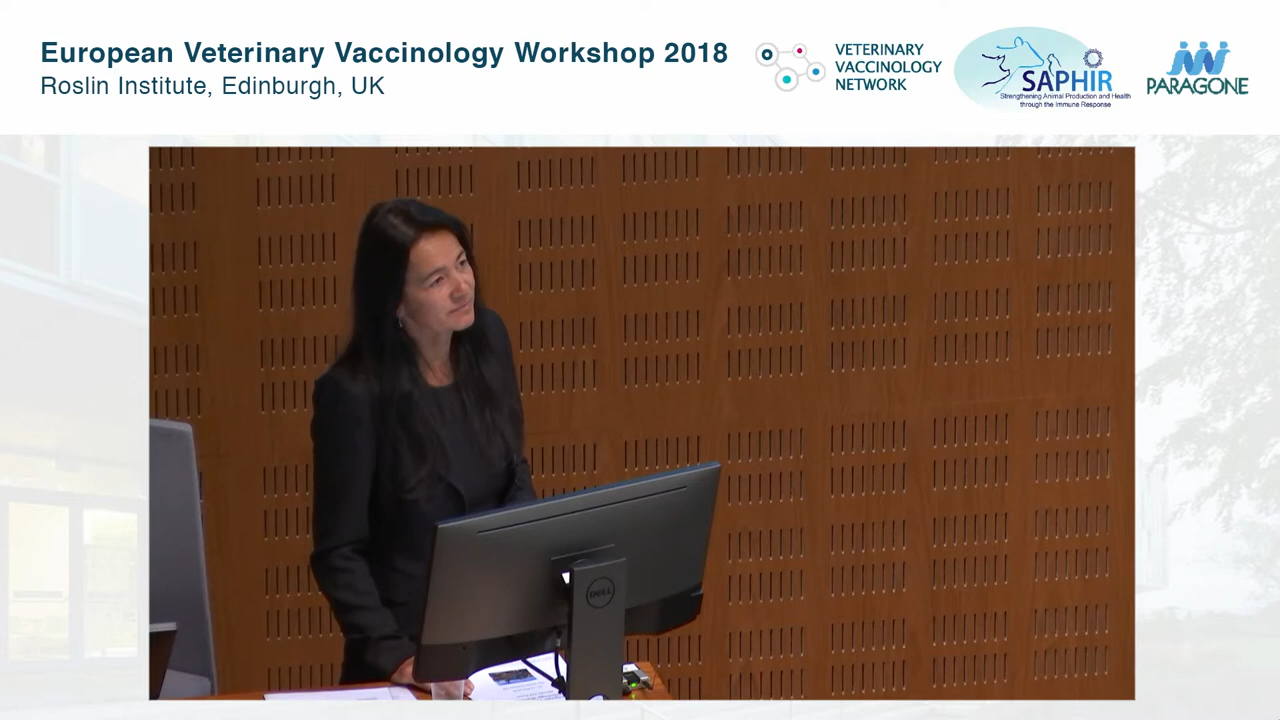 European Veterinary Vaccinology Workshop 2018
Roslin Institute, Edinburgh, UK
VETERINARY
VACCINOLOGY
NETWORK
SAPHIR
Strengthening Animal Production and Health
through the Immune Response
PARAGONE
DELL